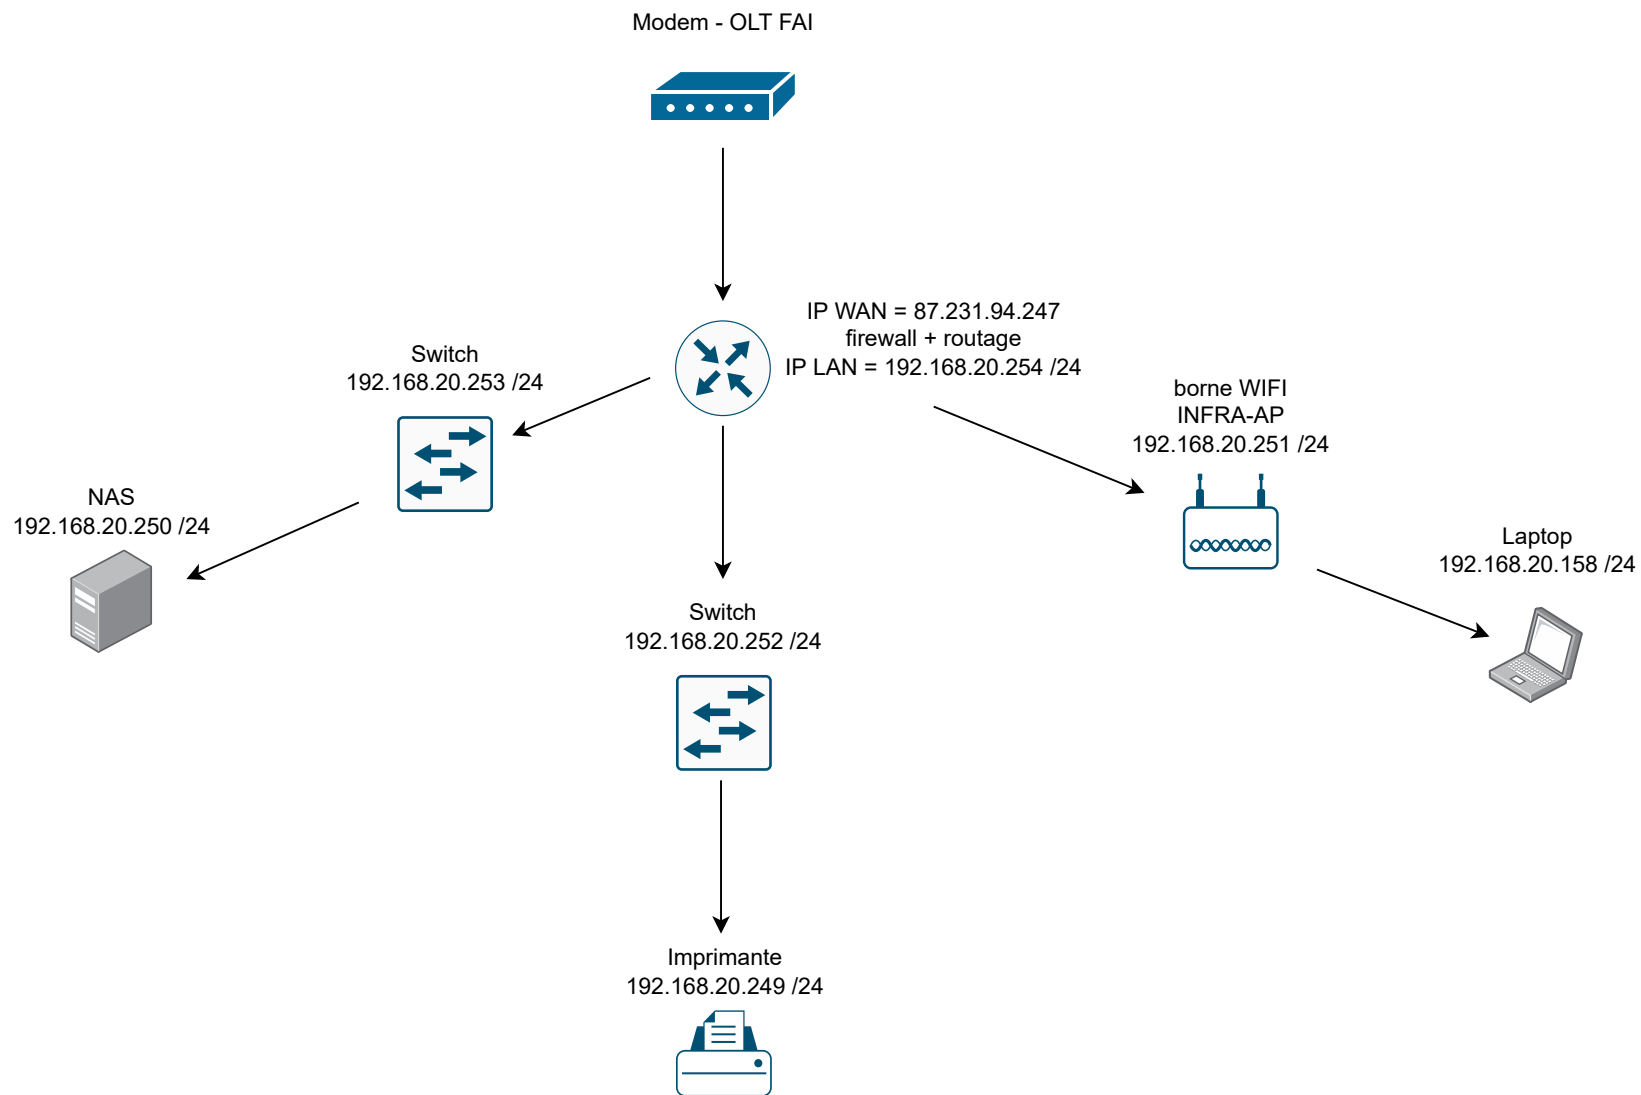 Modem - OLT FAI
IP WAN = 87.231.94.247
firewall + routage
IP LAN = 192.168.20.254 /24
Switch
192.168.20.253 /24
borne WIFI
INFRA-AP
192.168.20.251 /24
NAS
192.168.20.250 /24
Laptop
192.168.20.158 /24
Switch
192.168.20.252 /24
Imprimante
192.168.20.249 /24